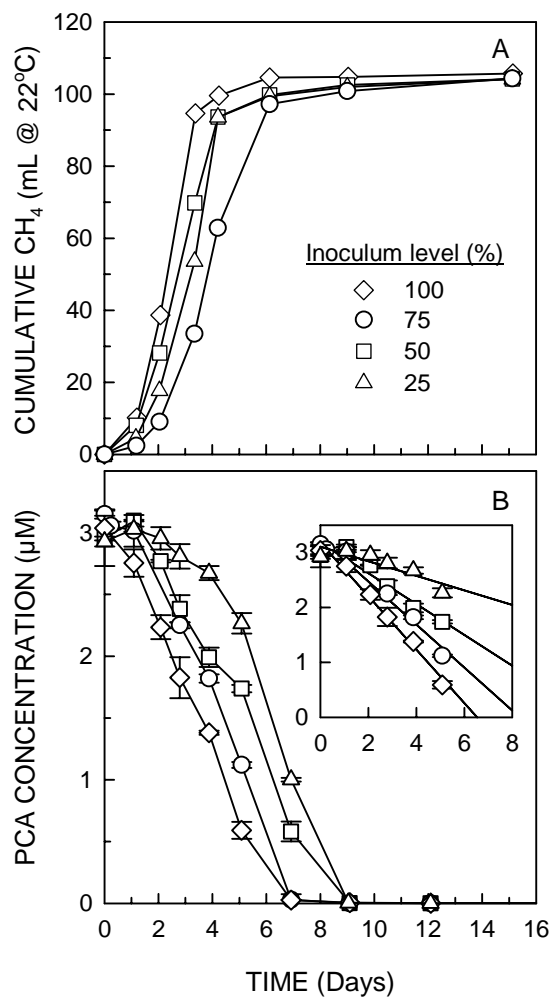 A
CUMULATIVE CH₄ (mL @ 22°C)
120
100
80
60
40
20
0
Inoculum level (%)
100
75
50
25
B
PCA CONCENTRATION (µM)
3
2
1
0
3
2
1
0
0 2 4 6 8
0 2 4 6 8 10 12 14 16
TIME (Days)